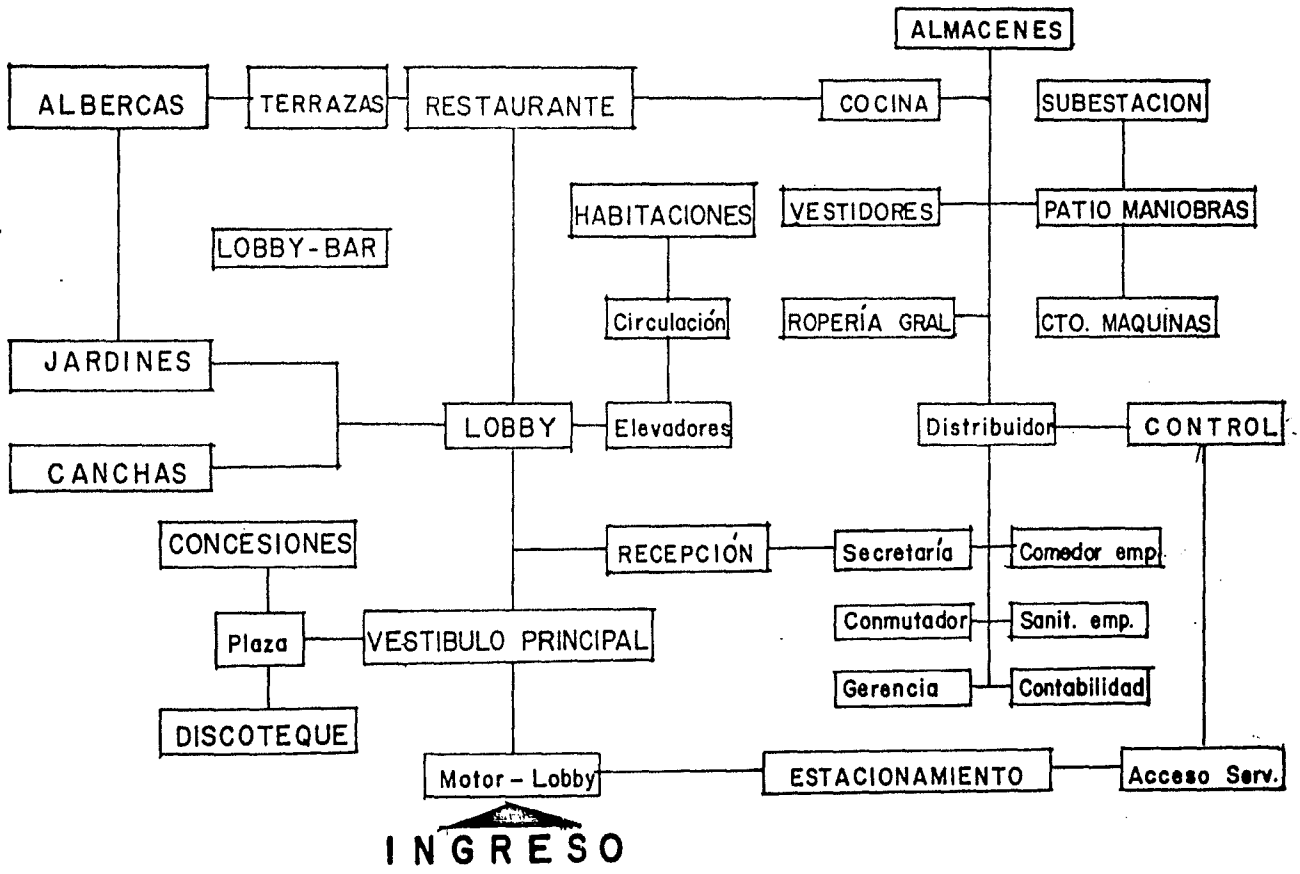 ALMACENES
ALBERCAS
TERRAZAS
RESTAURANTE
COCINA
SUBESTACION
HABITACIONES
VESTIDORES
PATIO MANIOBRAS
LOBBY-BAR
Circulación
ROPERÍA GRAL
CTO. MAQUINAS
JARDINES
LOBBY
Elevadores
Distribuidor
CONTROL
CANCHAS
CONCESIONES
RECEPCIÓN
Secretaría
Comedor emp.
Plaza
VESTIBULO PRINCIPAL
Conmutador
Sanit. emp.
Gerencia
Contabilidad
DISCOTEQUE
Motor-Lobby
ESTACIONAMIENTO
Acceso Serv.
INGRESO